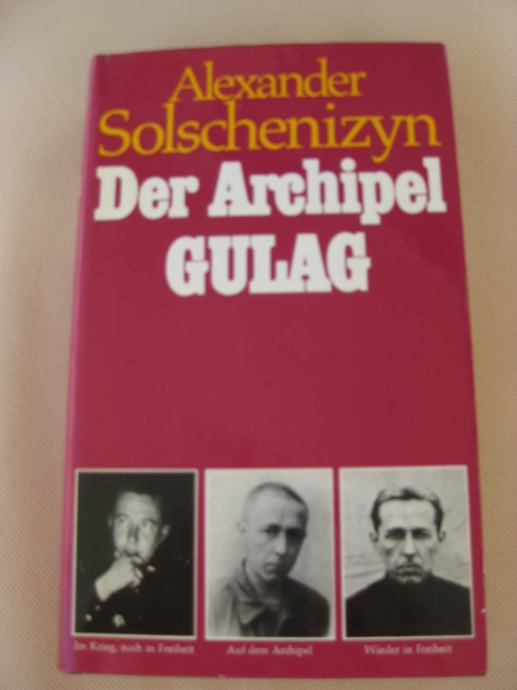 Alexander
Solschenizyn
Der Archipel
GULAG
Im Krieg, noch in Freiheit
Auf dem Archipel
Wieder in Freiheit